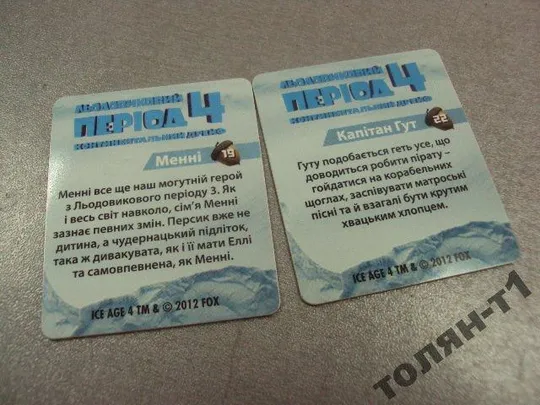 ЛЬОДОВИКОВИЙ
ПЕРІОД 4
КОНТИНЕНТАЛЬНИЙ ДРЕЙФ
Менні 19
Менні все ще наш могутній герой
з Льодовикового періоду 3. Як
і весь світ навколо, сім’я Менні
зазнає певних змін. Персик вже не
дитина, а чудернацький підліток,
така ж дивакувата, як і її мати Еллі
та самовпевнена, як Менні.
ICE AGE 4 TM & © 2012 FOX
ЛЬОДОВИКОВИЙ
ПЕРІОД 4
КОНТИНЕНТАЛЬНИЙ ДРЕЙФ
Капітан Гут 22
Гуту подобається геть усе, що
доводиться робити пірату –
гойдатися на корабельних
щоглах, заспівувати матроські
пісні та й взагалі бути крутим
хвацьким хлопцем.
ICE AGE 4 TM & © 2012 FOX
ТОЛЯН-Т1